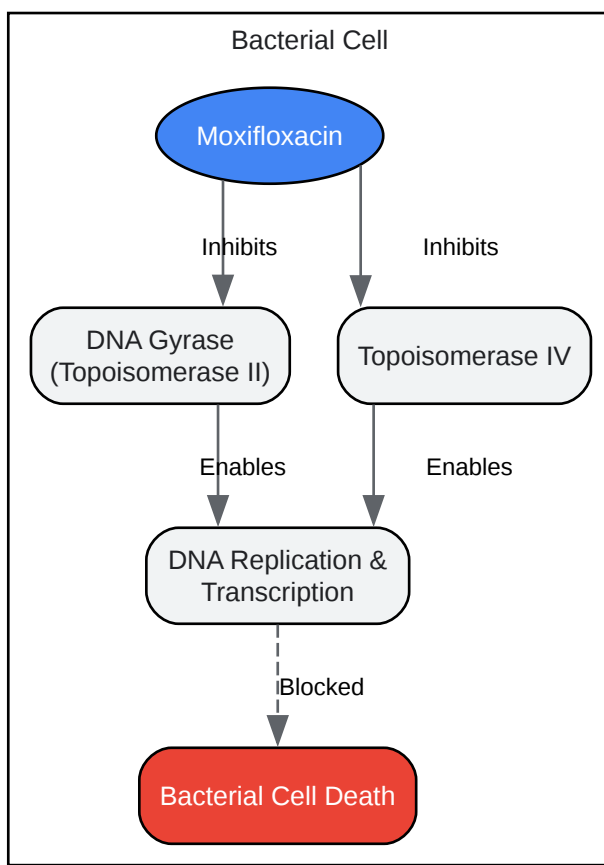 Bacterial Cell
Moxifloxacin
Inhibits
Inhibits
DNA Gyrase
(Topoisomerase II)
Topoisomerase IV
Enables
Enables
DNA Replication &
Transcription
Blocked
Bacterial Cell Death